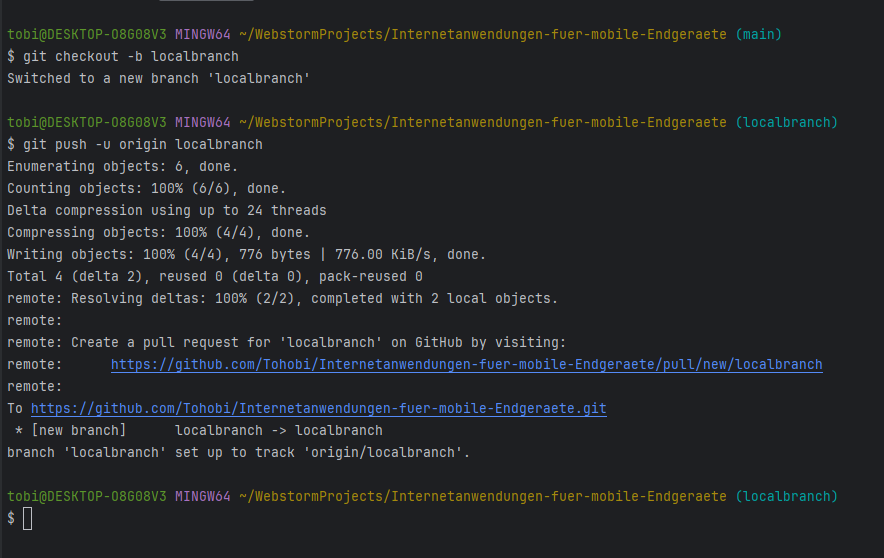 tobi@DESKTOP-O8G08V3 MINGW64 ~/WebstormProjects/Internetanwendungen-fuer-mobile-Endgeraete (main)
$ git checkout -b localbranch
Switched to a new branch 'localbranch'
tobi@DESKTOP-O8G08V3 MINGW64 ~/WebstormProjects/Internetanwendungen-fuer-mobile-Endgeraete (localbranch)
$ git push -u origin localbranch
Enumerating objects: 6, done.
Counting objects: 100% (6/6), done.
Delta compression using up to 24 threads
Compressing objects: 100% (4/4), done.
Writing objects: 100% (4/4), 776 bytes | 776.00 KiB/s, done.
Total 4 (delta 2), reused 0 (delta 0), pack-reused 0
remote: Resolving deltas: 100% (2/2), completed with 2 local objects.
remote:
remote: Create a pull request for 'localbranch' on GitHub by visiting:
remote:      https://github.com/Tohobi/Internetanwendungen-fuer-mobile-Endgeraete/pull/new/localbranch
remote:
To https://github.com/Tohobi/Internetanwendungen-fuer-mobile-Endgeraete.git
 * [new branch]      localbranch -> localbranch
branch 'localbranch' set up to track 'origin/localbranch'.
tobi@DESKTOP-O8G08V3 MINGW64 ~/WebstormProjects/Internetanwendungen-fuer-mobile-Endgeraete (localbranch)
$